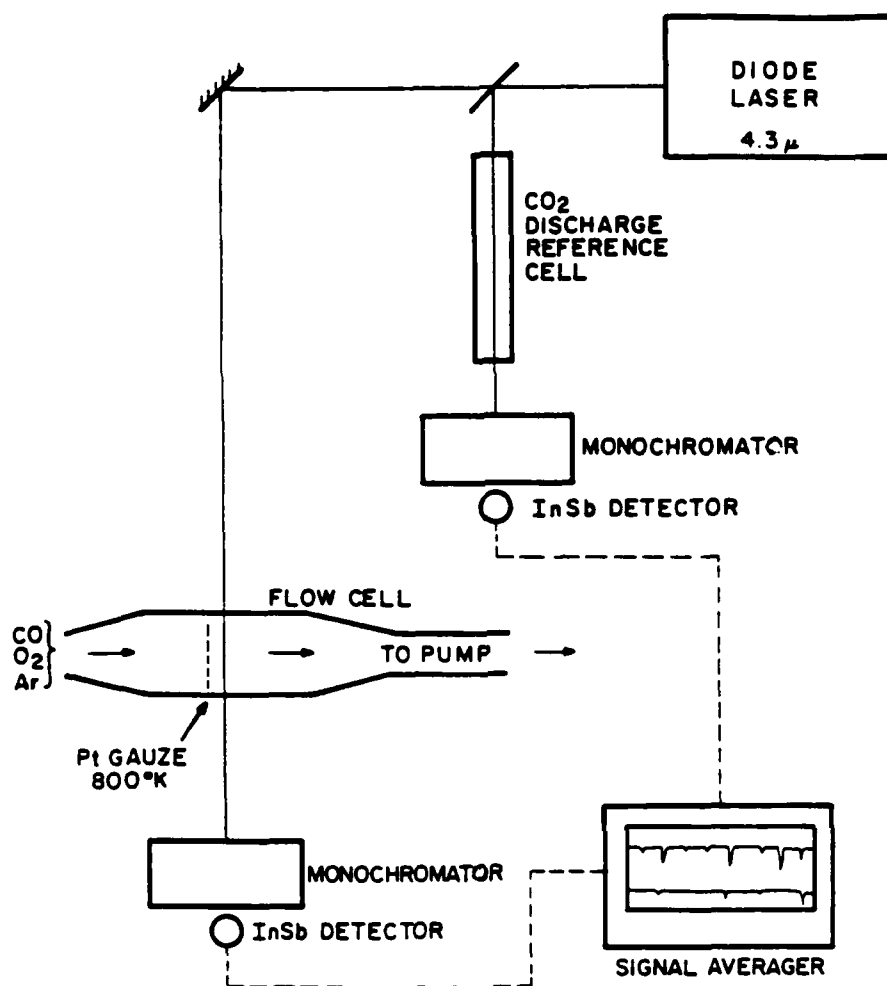 DIODE
LASER
4.3 μ
CO2
DISCHARGE
REFERENCE
CELL
MONOCHROMATOR
InSb DETECTOR
FLOW CELL
CO
O2
Ar
TO PUMP
Pt GAUZE
800°K
MONOCHROMATOR
InSb DETECTOR
SIGNAL AVERAGER